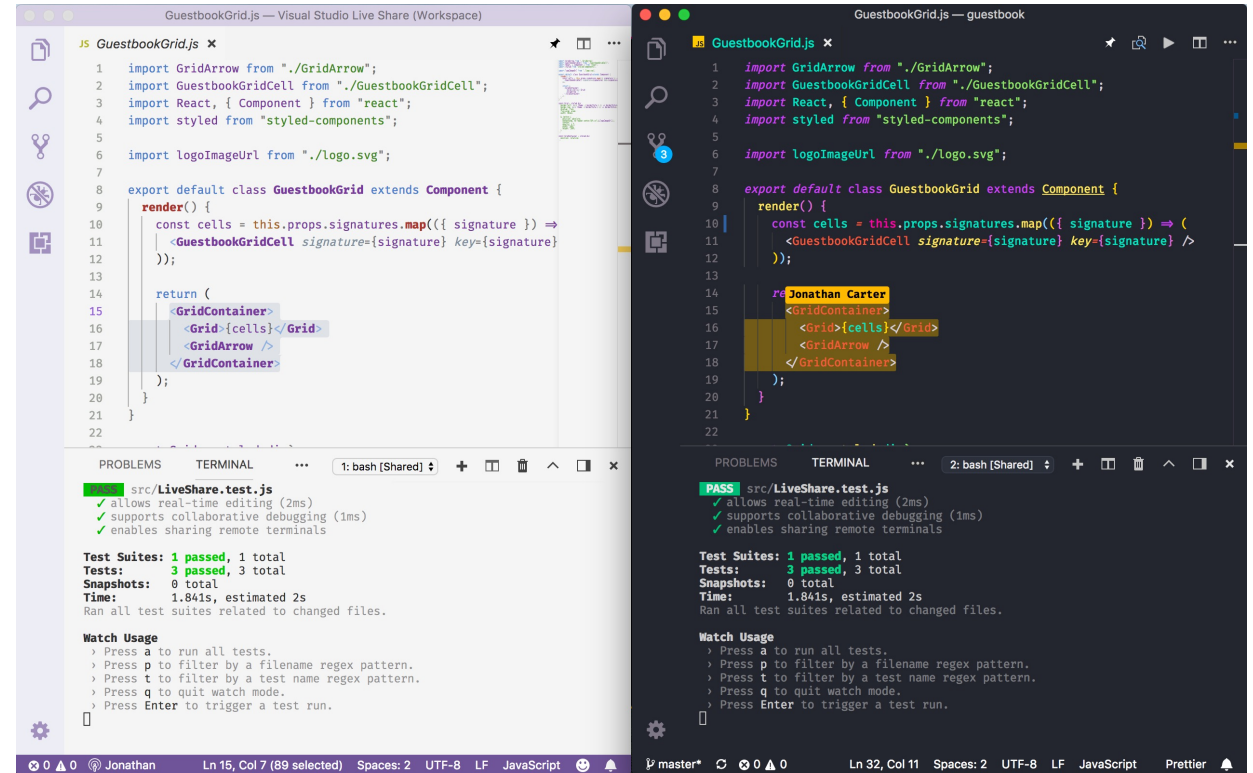 GuestbookGrid.js — Visual Studio Live Share (Workspace)
JS GuestbookGrid.js ×
1 import GridArrow from "./GridArrow";
2 import GuestbookGridCell from "./GuestbookGridCell";
3 import React, { Component } from "react";
4 import styled from "styled-components";
5
6 import logoImageUrl from "./logo.svg";
7
8 export default class GuestbookGrid extends Component {
9 render() {
10 const cells = this.props.signatures.map(({ signature }) ⇒
11 <GuestbookGridCell signature={signature} key={signature}
12 ));
13
14 return (
15 <GridContainer>
16 <Grid>{cells}</Grid>
17 <GridArrow />
18 </GridContainer>
19 );
20 }
21 }
22
PROBLEMS TERMINAL ••• 1: bash [Shared]
PASS src/LiveShare.test.js
✓ allows real-time editing (2ms)
✓ supports collaborative debugging (1ms)
✓ enables sharing remote terminals
Test Suites: 1 passed, 1 total
Tests: 3 passed, 3 total
Snapshots: 0 total
Time: 1.841s, estimated 2s
Ran all test suites related to changed files.
Watch Usage
› Press a to run all tests.
› Press p to filter by a filename regex pattern.
› Press t to filter by a test name regex pattern.
› Press q to quit watch mode.
› Press Enter to trigger a test run.
0 0 Jonathan Ln 15, Col 7 (89 selected) Spaces: 2 UTF-8 LF JavaScript
GuestbookGrid.js — guestbook
JS GuestbookGrid.js ×
3
1 import GridArrow from "./GridArrow";
2 import GuestbookGridCell from "./GuestbookGridCell";
3 import React, { Component } from "react";
4 import styled from "styled-components";
5
6 import logoImageUrl from "./logo.svg";
7
8 export default class GuestbookGrid extends Component {
9 render() {
10 const cells = this.props.signatures.map(({ signature }) ⇒ (
11 <GuestbookGridCell signature={signature} key={signature} />
12 ));
13
14 re Jonathan Carter
15 <GridContainer>
16 <Grid>{cells}</Grid>
17 <GridArrow />
18 </GridContainer>
19 );
20 }
21 }
22
PROBLEMS TERMINAL ••• 2: bash [Shared]
PASS src/LiveShare.test.js
✓ allows real-time editing (2ms)
✓ supports collaborative debugging (1ms)
✓ enables sharing remote terminals
Test Suites: 1 passed, 1 total
Tests: 3 passed, 3 total
Snapshots: 0 total
Time: 1.841s, estimated 2s
Ran all test suites related to changed files.
Watch Usage
› Press a to run all tests.
› Press p to filter by a filename regex pattern.
› Press t to filter by a test name regex pattern.
› Press q to quit watch mode.
› Press Enter to trigger a test run.
master* 0 0 Ln 32, Col 11 Spaces: 2 UTF-8 LF JavaScript Prettier